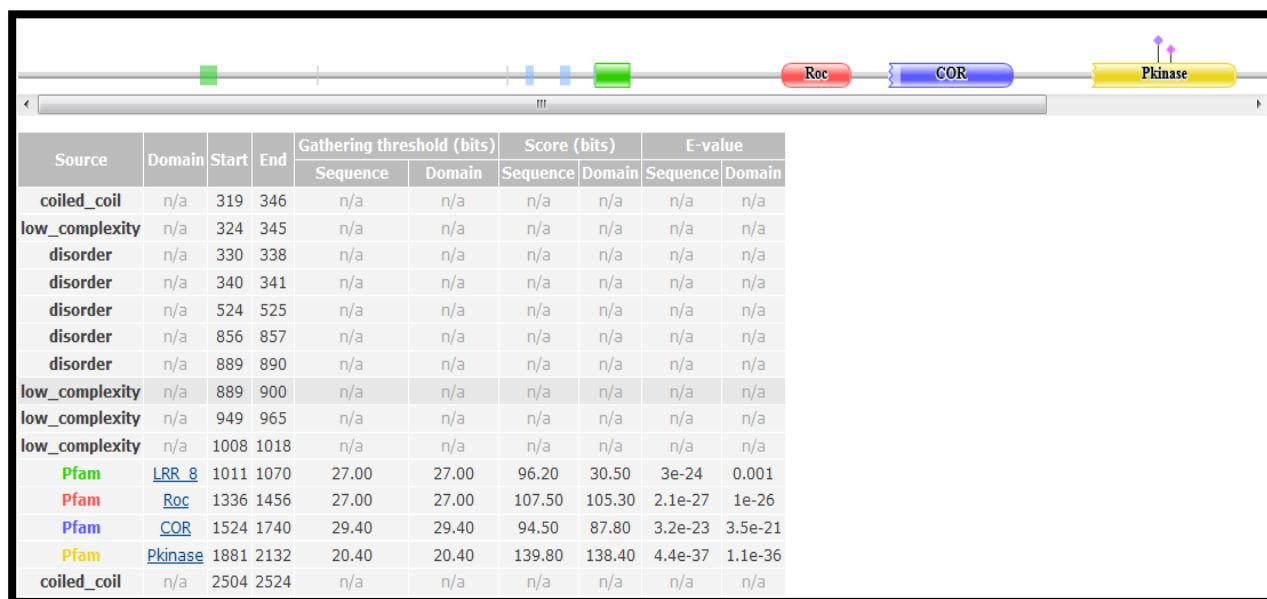 Roc COR Pkinase
Source Domain Start End Gathering threshold (bits) Score (bits) E-value
Sequence Domain Sequence Domain Sequence Domain
coiled_coil n/a 319 346 n/a n/a n/a n/a n/a n/a
low_complexity n/a 324 345 n/a n/a n/a n/a n/a n/a
disorder n/a 330 338 n/a n/a n/a n/a n/a n/a
disorder n/a 340 341 n/a n/a n/a n/a n/a n/a
disorder n/a 524 525 n/a n/a n/a n/a n/a n/a
disorder n/a 856 857 n/a n/a n/a n/a n/a n/a
disorder n/a 889 890 n/a n/a n/a n/a n/a n/a
low_complexity n/a 889 900 n/a n/a n/a n/a n/a n/a
low_complexity n/a 949 965 n/a n/a n/a n/a n/a n/a
low_complexity n/a 1008 1018 n/a n/a n/a n/a n/a n/a
Pfam LRR_8 1011 1070 27.00 27.00 96.20 30.50 3e-24 0.001
Pfam Roc 1336 1456 27.00 27.00 107.50 105.30 2.1e-27 1e-26
Pfam COR 1524 1740 29.40 29.40 94.50 87.80 3.2e-23 3.5e-21
Pfam Pkinase 1881 2132 20.40 20.40 139.80 138.40 4.4e-37 1.1e-36
coiled_coil n/a 2504 2524 n/a n/a n/a n/a n/a n/a